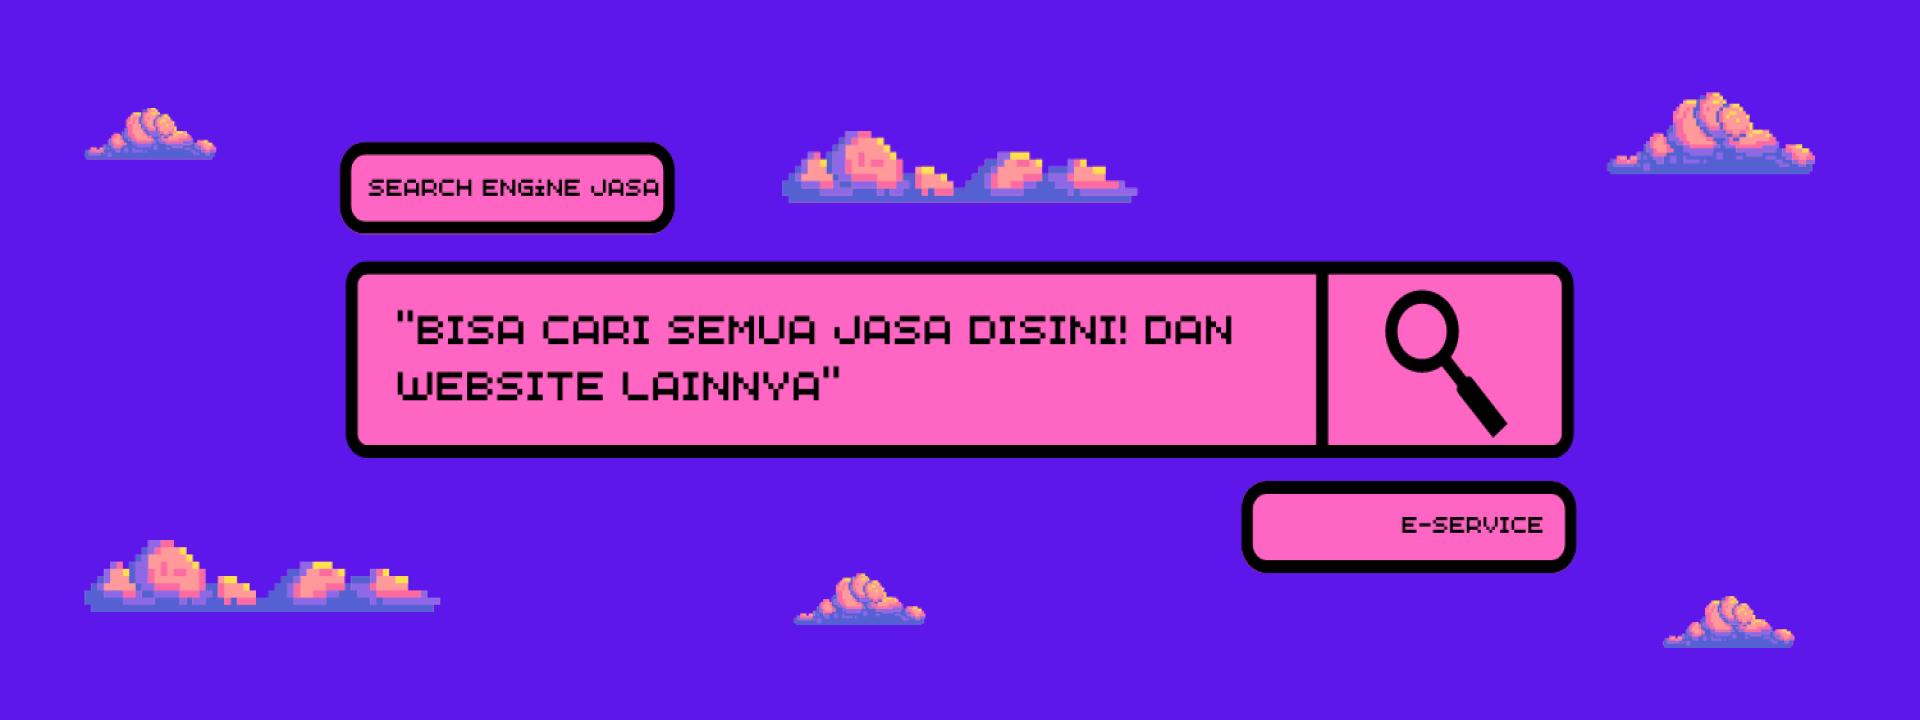 SEARCH ENGiNE JASA
"BISA CARI SEMUA JASA DISINI! DAN
WEBSITE LAINNYA"
E-SERVICE